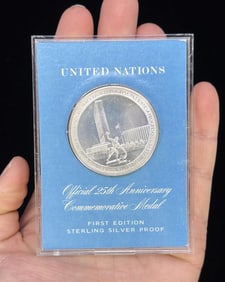 UNITED NATIONS
Official 25th Anniversary
Commemorative Medal
FIRST EDITION
STERLING SILVER PROOF